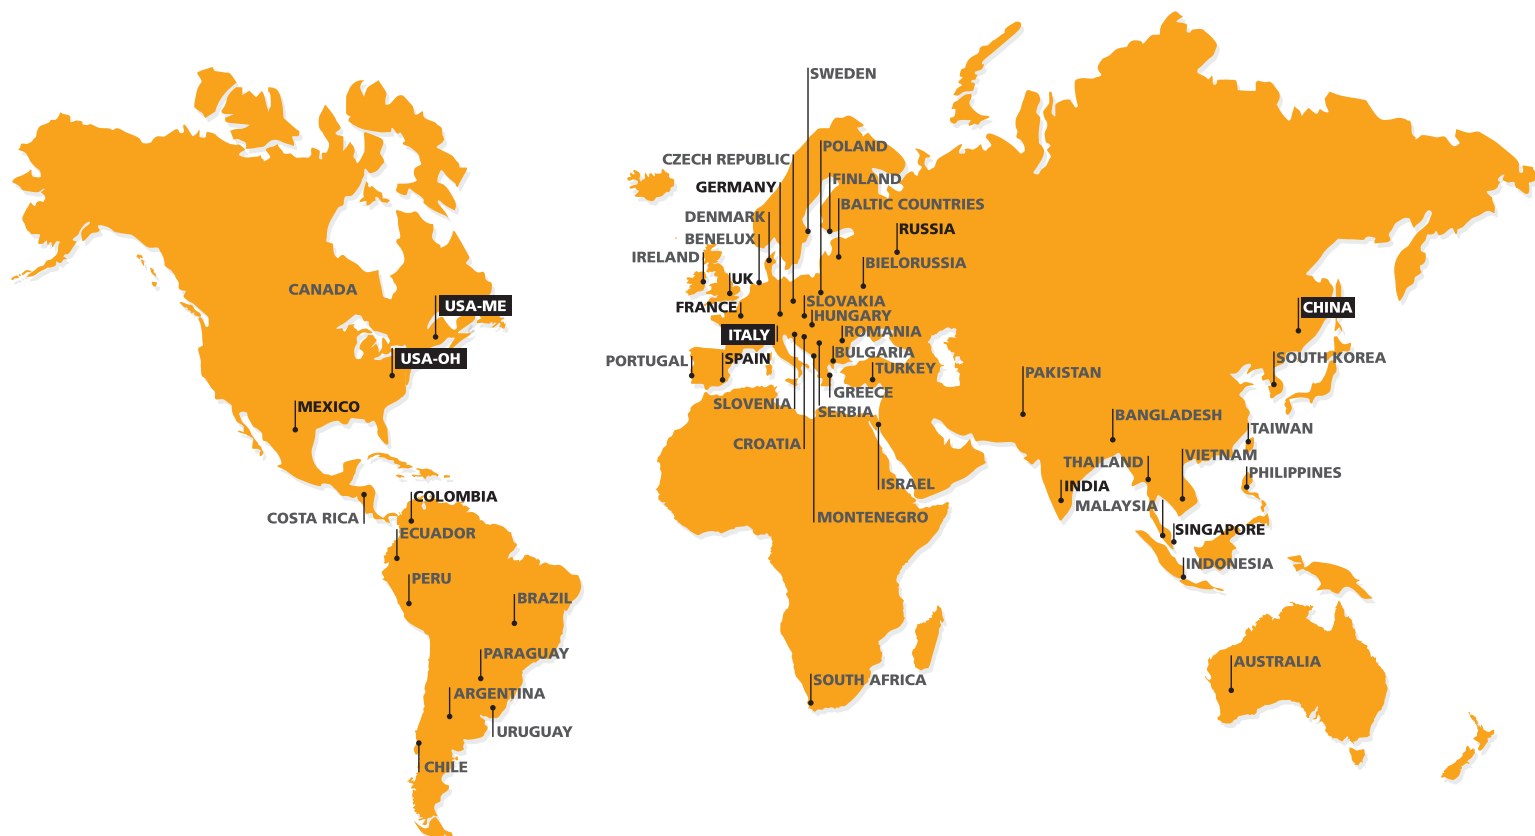 SWEDEN
POLAND
CZECH REPUBLIC
FINLAND
GERMANY
BALTIC COUNTRIES
DENMARK
RUSSIA
BENELUX
IRELAND
BIELORUSSIA
UK
CANADA
SLOVAKIA
USA-ME
FRANCE
CHINA
HUNGARY
ROMANIA
ITALY
BULGARIA
USA-OH
SPAIN
SOUTH KOREA
PORTUGAL
TURKEY
PAKISTAN
GREECE
SLOVENIA
MEXICO
SERBIA
BANGLADESH
TAIWAN
CROATIA
VIETNAM
THAILAND
PHILIPPINES
ISRAEL
INDIA
COLOMBIA
MALAYSIA
COSTA RICA
MONTENEGRO
SINGAPORE
ECUADOR
INDONESIA
PERU
BRAZIL
PARAGUAY
AUSTRALIA
SOUTH AFRICA
ARGENTINA
URUGUAY
CHILE